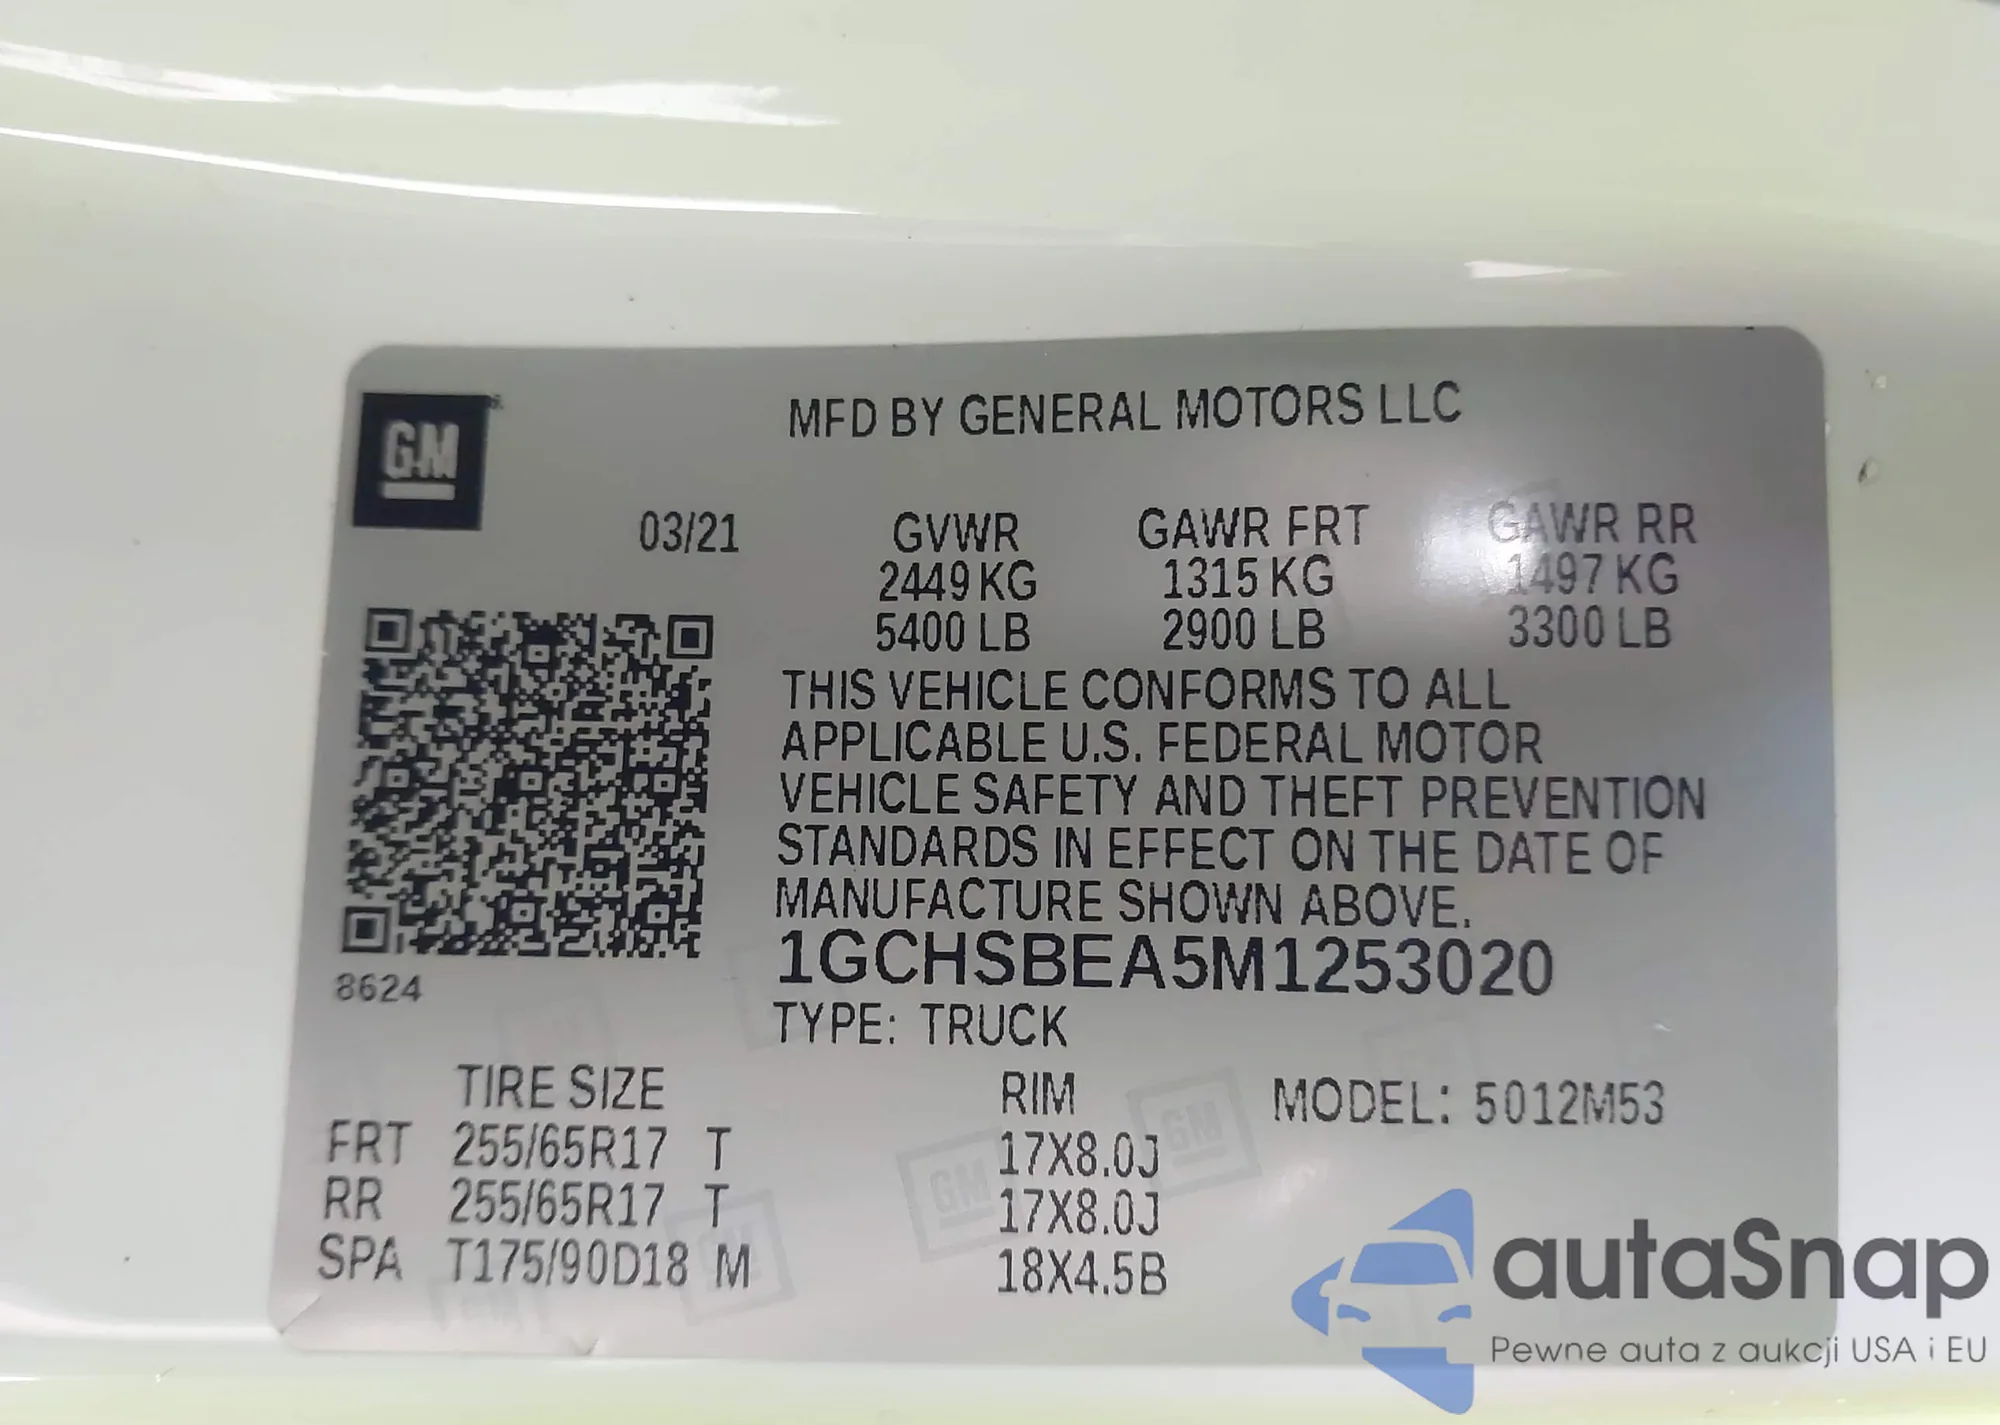 GM
MFD BY GENERAL MOTORS LLC
03/21 GVWR GAWR FRT GAWR RR
2449 KG 1315 KG 1497 KG
5400 LB 2900 LB 3300 LB
THIS VEHICLE CONFORMS TO ALL
APPLICABLE U.S. FEDERAL MOTOR
VEHICLE SAFETY AND THEFT PREVENTION
STANDARDS IN EFFECT ON THE DATE OF
MANUFACTURE SHOWN ABOVE.
1GCHSBEA5M1253020
8624
TYPE: TRUCK
TIRE SIZE RIM MODEL: 5012M53
FRT 255/65R17 T 17X8.0J
RR 255/65R17 T 17X8.0J
SPA T175/90D18 M 18X4.5B
GM
GM
autaSnap
Pewne auta z aukcji USA i EU